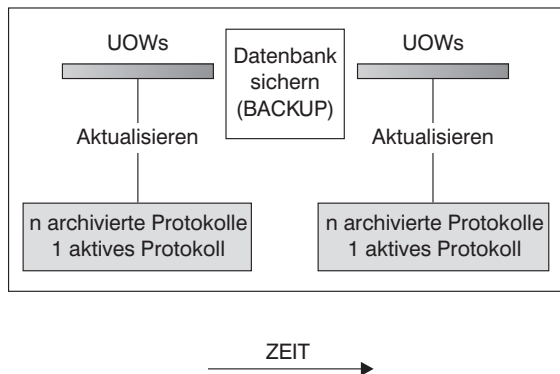 UOWs
Aktualisieren
n archivierte Protokolle
1 aktives Protokoll
Datenbank
sichern
(BACKUP)
UOWs
Aktualisieren
n archivierte Protokolle
1 aktives Protokoll
ZEIT